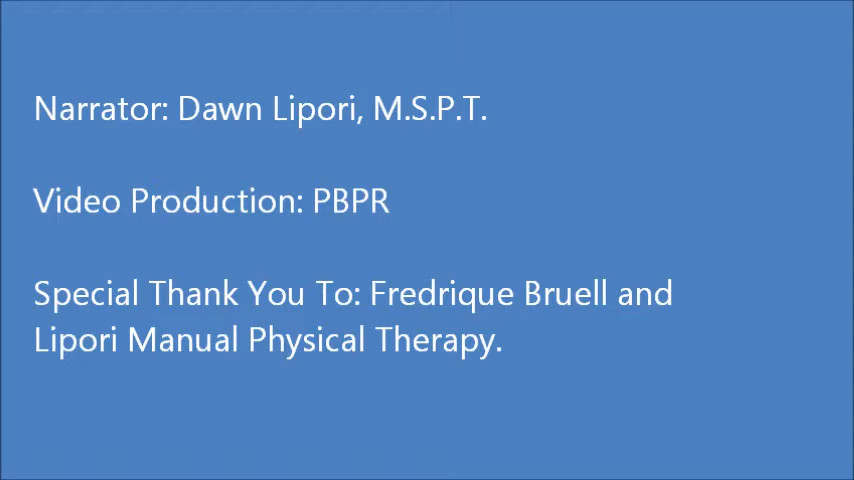 Narrator: Dawn Lipori, M.S.P.T.
Video Production: PBPR
Special Thank You To: Fredrique Bruell and
Lipori Manual Physical Therapy.